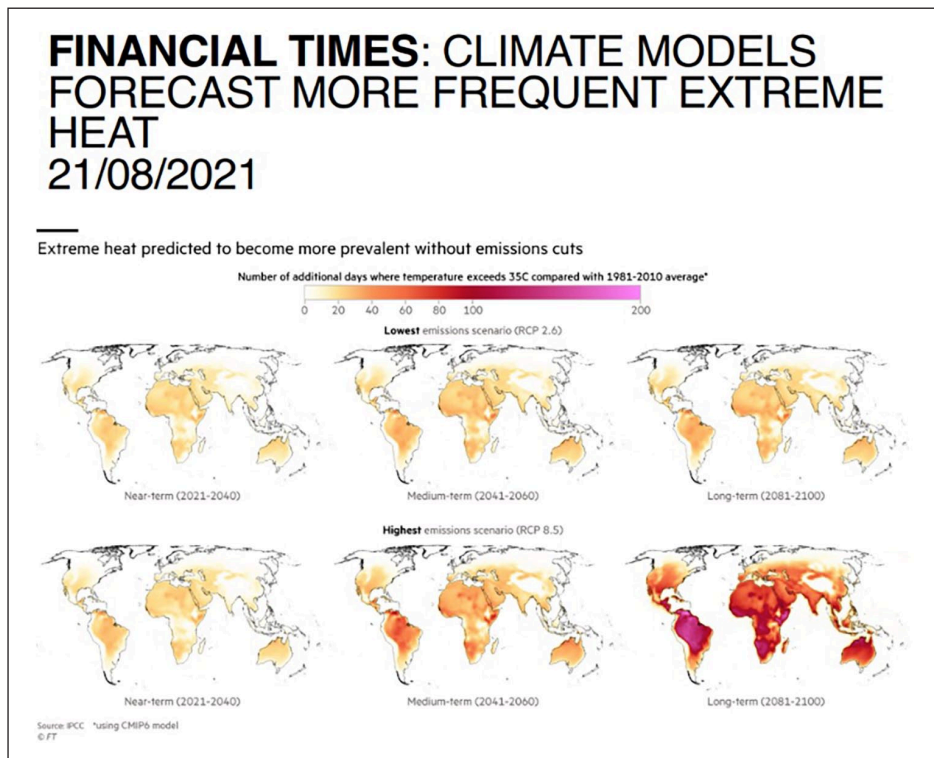 FINANCIAL TIMES: CLIMATE MODELS
FORECAST MORE FREQUENT EXTREME
HEAT
21/08/2021
Extreme heat predicted to become more prevalent without emissions cuts
Number of additional days where temperature exceeds 35C compared with 1981-2010 average*
0 20 40 60 80 100 200
Lowest emissions scenario (RCP 2.6)
Near-term (2021-2040) Medium-term (2041-2060) Long-term (2081-2100)
Highest emissions scenario (RCP 8.5)
Near-term (2021-2040) Medium-term (2041-2060) Long-term (2081-2100)
Source: IPCC *using CMIP6 model
© FT